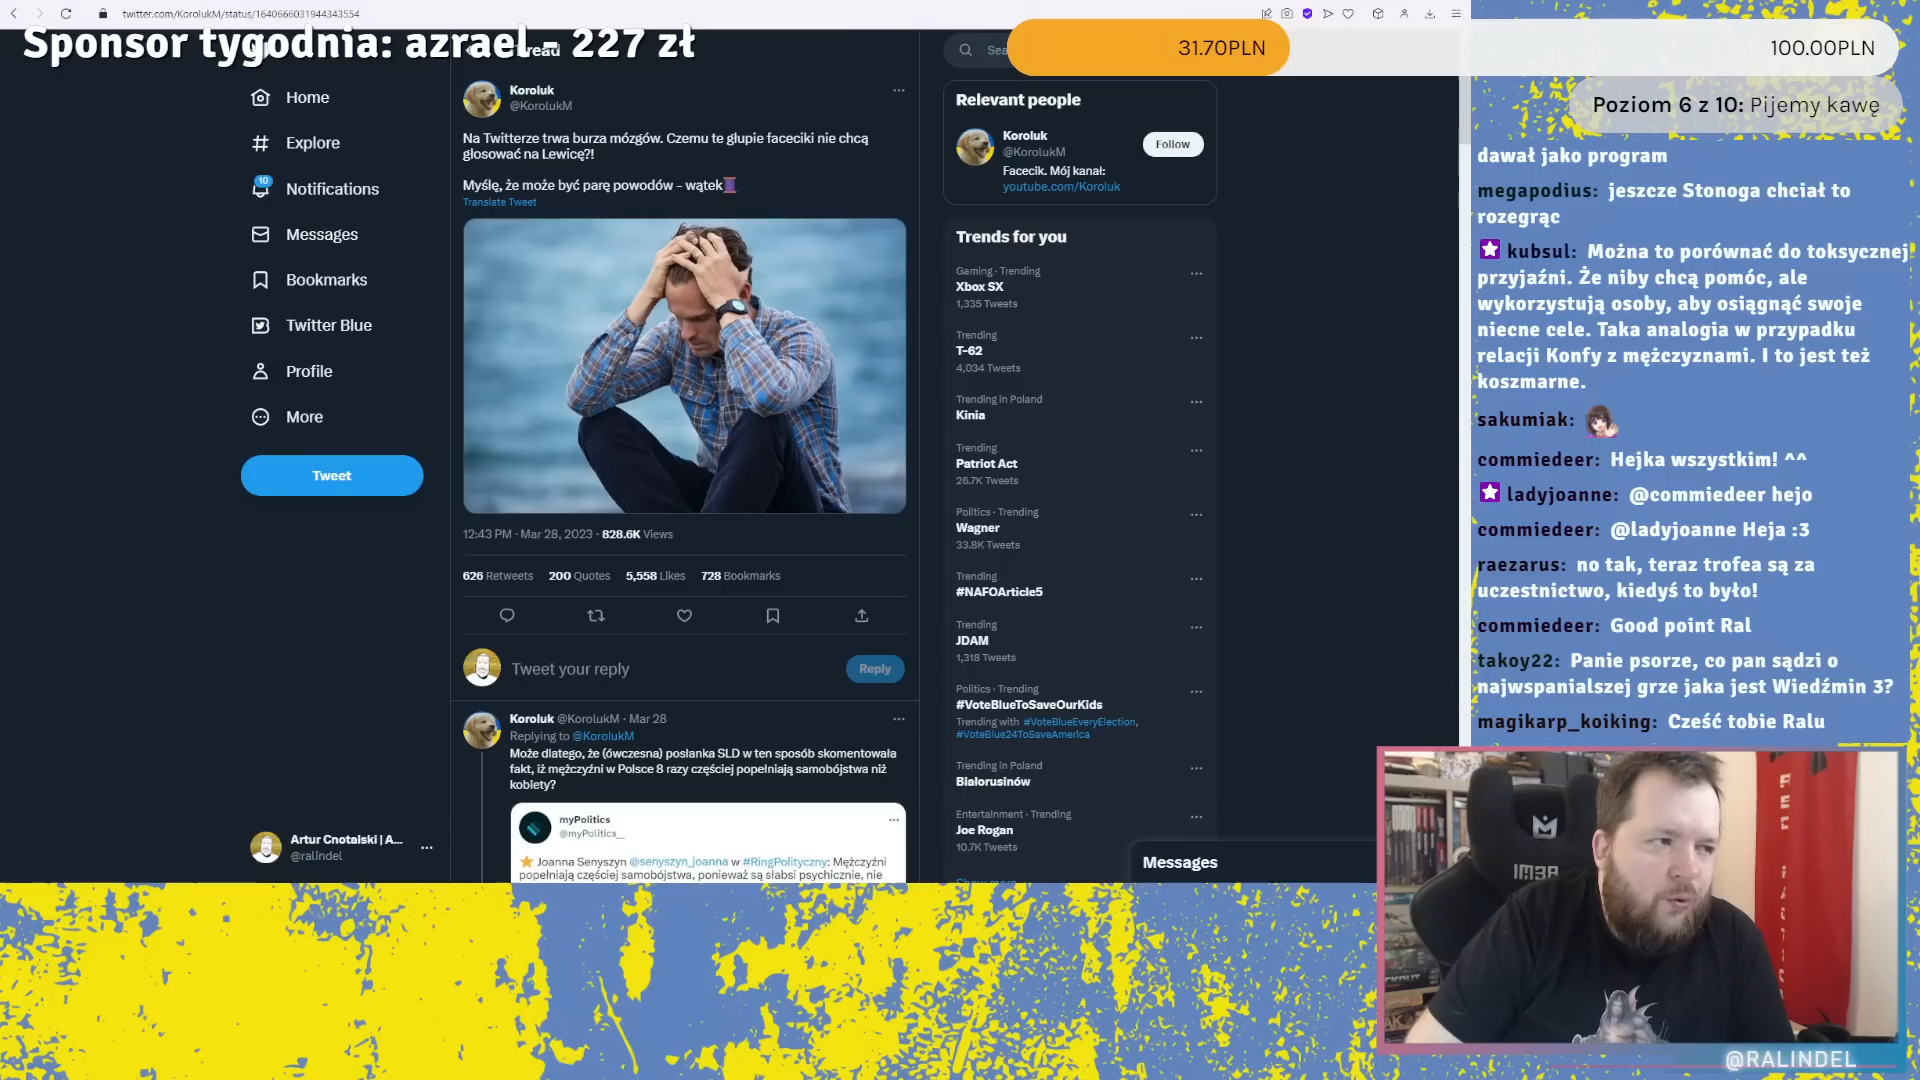 twitter.com/KorolukM/status/1640666031944343554
Sponsor tygodnia: azrael - 227 zł
31.70PLN
100.00PLN
Poziom 6 z 10: Pijemy kawę
Home
Explore
10
Notifications
Messages
Bookmarks
Twitter Blue
Profile
More
Tweet
Artur Cnotalski | A...
@ralindel
Koroluk
@KorolukM
Na Twitterze trwa burza mózgów. Czemu te głupie faceciki nie chcą
głosować na Lewicę?!
Myślę, że może być parę powodów - wątek
Translate Tweet
12:43 PM · Mar 28, 2023 · 828.6K Views
626 Retweets 200 Quotes 5,558 Likes 728 Bookmarks
Tweet your reply
Reply
Koroluk @KorolukM · Mar 28
Replying to @KorolukM
Może dlatego, że (ówczesna) posłanka SLD w ten sposób skomentowała
fakt, iż mężczyźni w Polsce 8 razy częściej popełniają samobójstwa niż
kobiety?
myPolitics
@myPolitics__
Joanna Senyszyn @senyszyn_joanna w #RingPolityczny: Mężczyźni
popełniają częściej samobójstwa, ponieważ są słabsi psychicznie, nie
Sea
Relevant people
Koroluk
@KorolukM
Follow
Facecik. Mój kanał:
youtube.com/Koroluk
Trends for you
Gaming · Trending
Xbox SX
1,335 Tweets
Trending
T-62
4,034 Tweets
Trending in Poland
Kinia
Trending
Patriot Act
26.7K Tweets
Politics · Trending
Wagner
33.8K Tweets
Trending
#NAFOArticle5
Trending
JDAM
1,318 Tweets
Politics · Trending
#VoteBlueToSaveOurKids
Trending with #VoteBlueEveryElection,
#VoteBlue24ToSaveAmerica
Trending in Poland
Białorusinów
Entertainment · Trending
Joe Rogan
10.7K Tweets
Messages
dawał jako program
megapodius: jeszcze Stonoga chciał to
rozegrąc
kubsul: Można to porównać do toksycznej
przyjaźni. Że niby chcą pomóc, ale
wykorzystują osoby, aby osiągnąć swoje
niecne cele. Taka analogia w przypadku
relacji Konfy z mężczyznami. I to jest też
koszmarne.
sakumiak:
commiedeer: Hejka wszystkim! ^^
ladyjoanne: @commiedeer hejo
commiedeer: @ladyjoanne Heja :3
raezarus: no tak, teraz trofea są za
uczestnictwo, kiedyś to było!
commiedeer: Good point Ral
takoy22: Panie psorze, co pan sądzi o
najwspanialszej grze jaka jest Wiedźmin 3?
magikarp_koiking: Cześć tobie Ralu
@RALINDEL